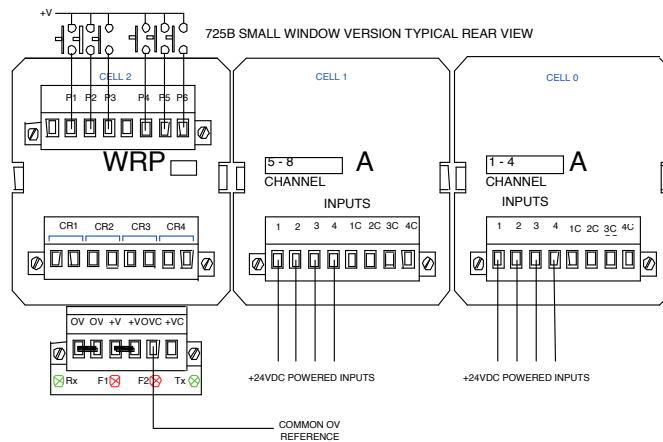 +V
725B SMALL WINDOW VERSION TYPICAL REAR VIEW
CELL 2
CELL 1
CELL 0
P1 P2 P3 P4 P5 P6
WRP
5 - 8 A
CHANNEL
1 - 4 A
CHANNEL
INPUTS
INPUTS
CR1 CR2 CR3 CR4
1 2 3 4 1C 2C 3C 4C
1 2 3 4 1C 2C 3C 4C
OV OV +V +V OVC +VC
Rx F1 F2 Tx
+24VDC POWERED INPUTS
+24VDC POWERED INPUTS
COMMON OV
REFERENCE